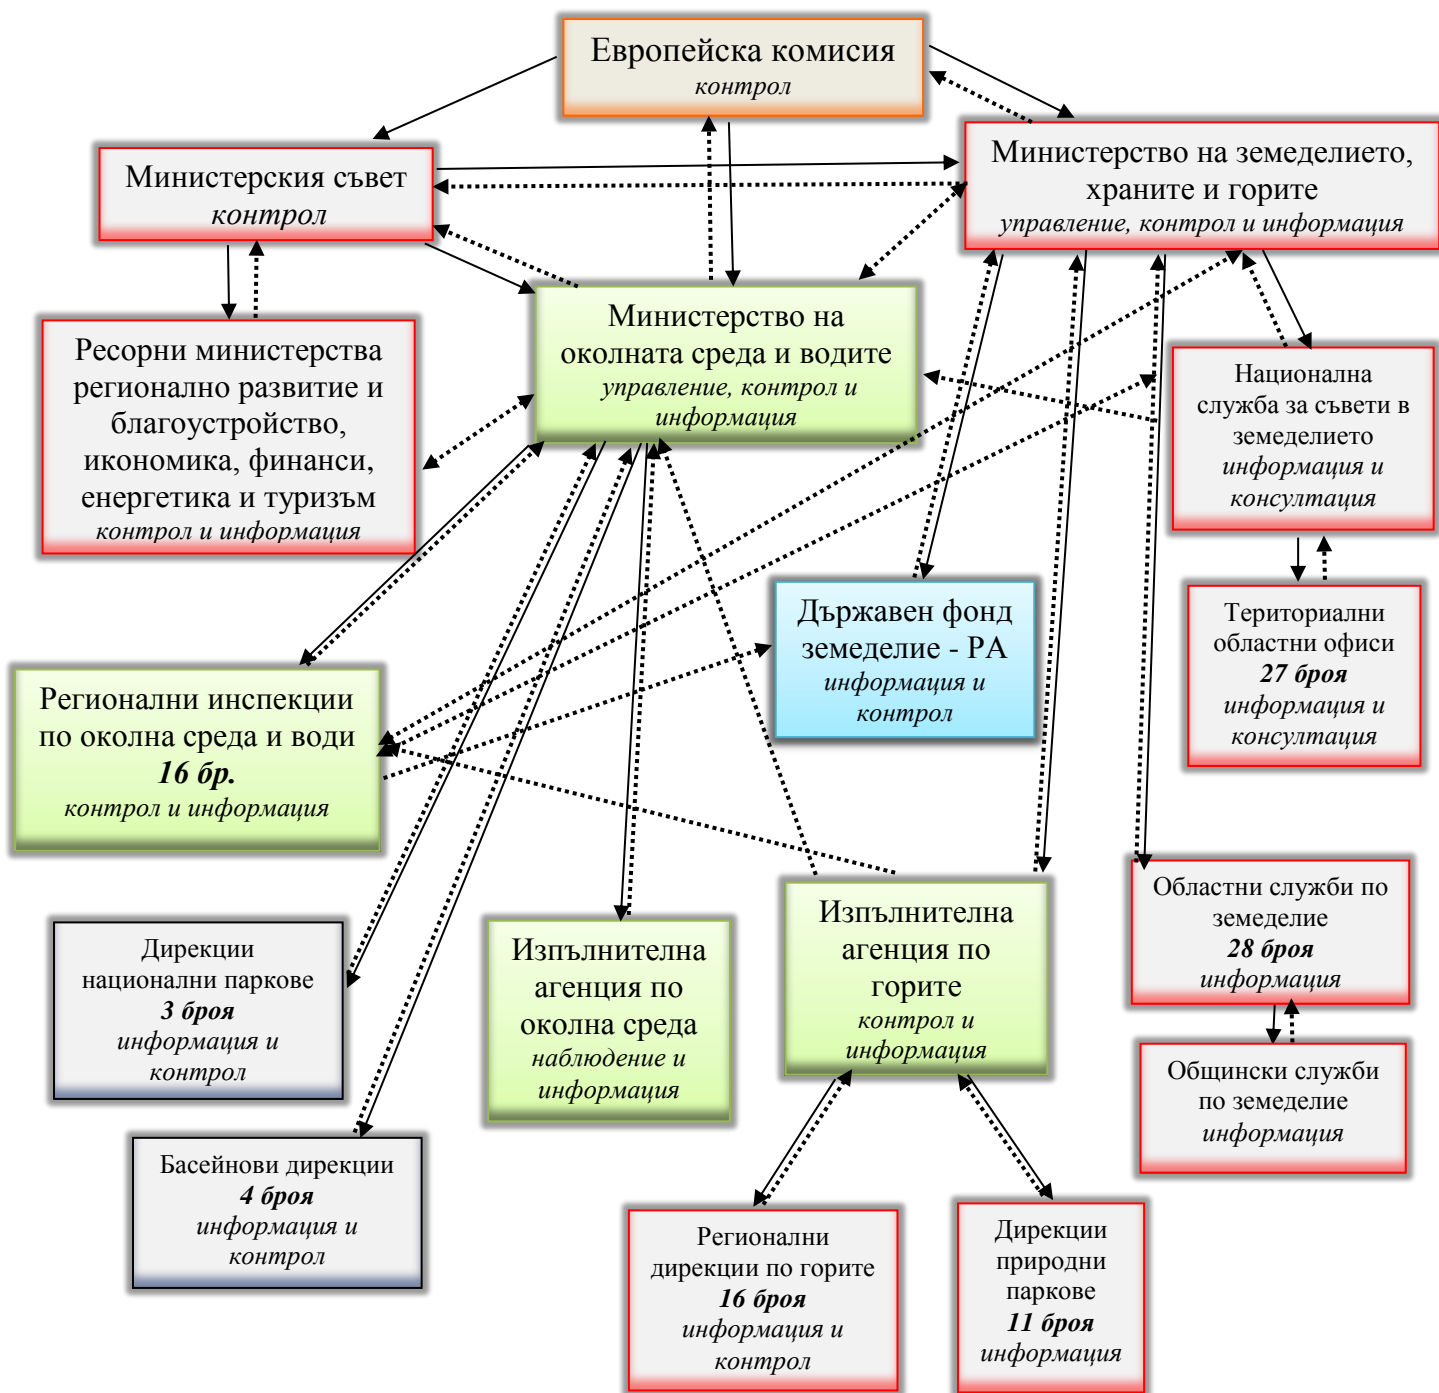 Европейска комисия
контрол
Министерския съвет
контрол
Министерство на земеделието,
храните и горите
управление, контрол и информация
Министерство на
околната среда и водите
управление, контрол и
информация
Ресорни министерства
регионално развитие и
благоустройство,
икономика, финанси,
енергетика и туризъм
контрол и информация
Национална
служба за съвети в
земеделието
информация и
консултация
Държавен фонд
земеделие - РА
информация и
контрол
Териториални
областни офиси
27 броя
информация и
консултация
Регионални инспекции
по околна среда и води
16 бр.
контрол и информация
Дирекции
национални паркове
3 броя
информация и
контрол
Изпълнителна
агенция по
околна среда
наблюдение и
информация
Изпълнителна
агенция по
горите
контрол и
информация
Областни служби по
земеделие
28 броя
информация
Общински служби
по земеделие
информация
Басейнови дирекции
4 броя
информация и
контрол
Регионални
дирекции по горите
16 броя
информация и
контрол
Дирекции
природни
паркове
11 броя
информация